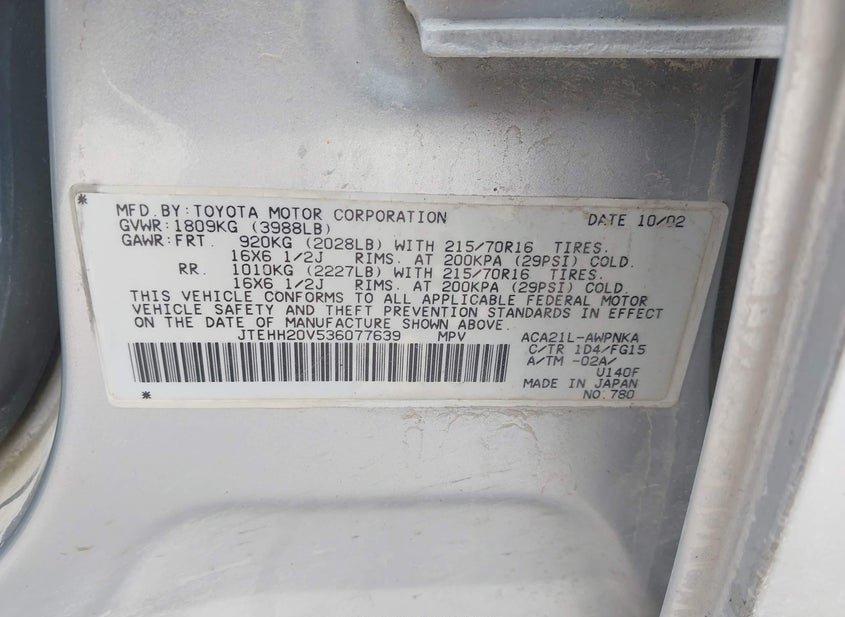 MFD.BY:TOYOTA MOTOR CORPORATION DATE 10/02
GVWR:1809KG (3988LB)
GAWR:FRT. 920KG (2028LB) WITH 215/70R16 TIRES.
16X6 1/2J RIMS. AT 200KPA (29PSI) COLD.
RR. 1010KG (2227LB) WITH 215/70R16 TIRES.
16X6 1/2J RIMS. AT 200KPA (29PSI) COLD.
THIS VEHICLE CONFORMS TO ALL APPLICABLE FEDERAL MOTOR
VEHICLE SAFETY AND THEFT PREVENTION STANDARDS IN EFFECT
ON THE DATE OF MANUFACTURE SHOWN ABOVE.
JTEHH20V536077639 MPV ACA21L-AWPNKA
C/TR 1D4/FG15
A/TM -02A/
U140F
MADE IN JAPAN
NO.780